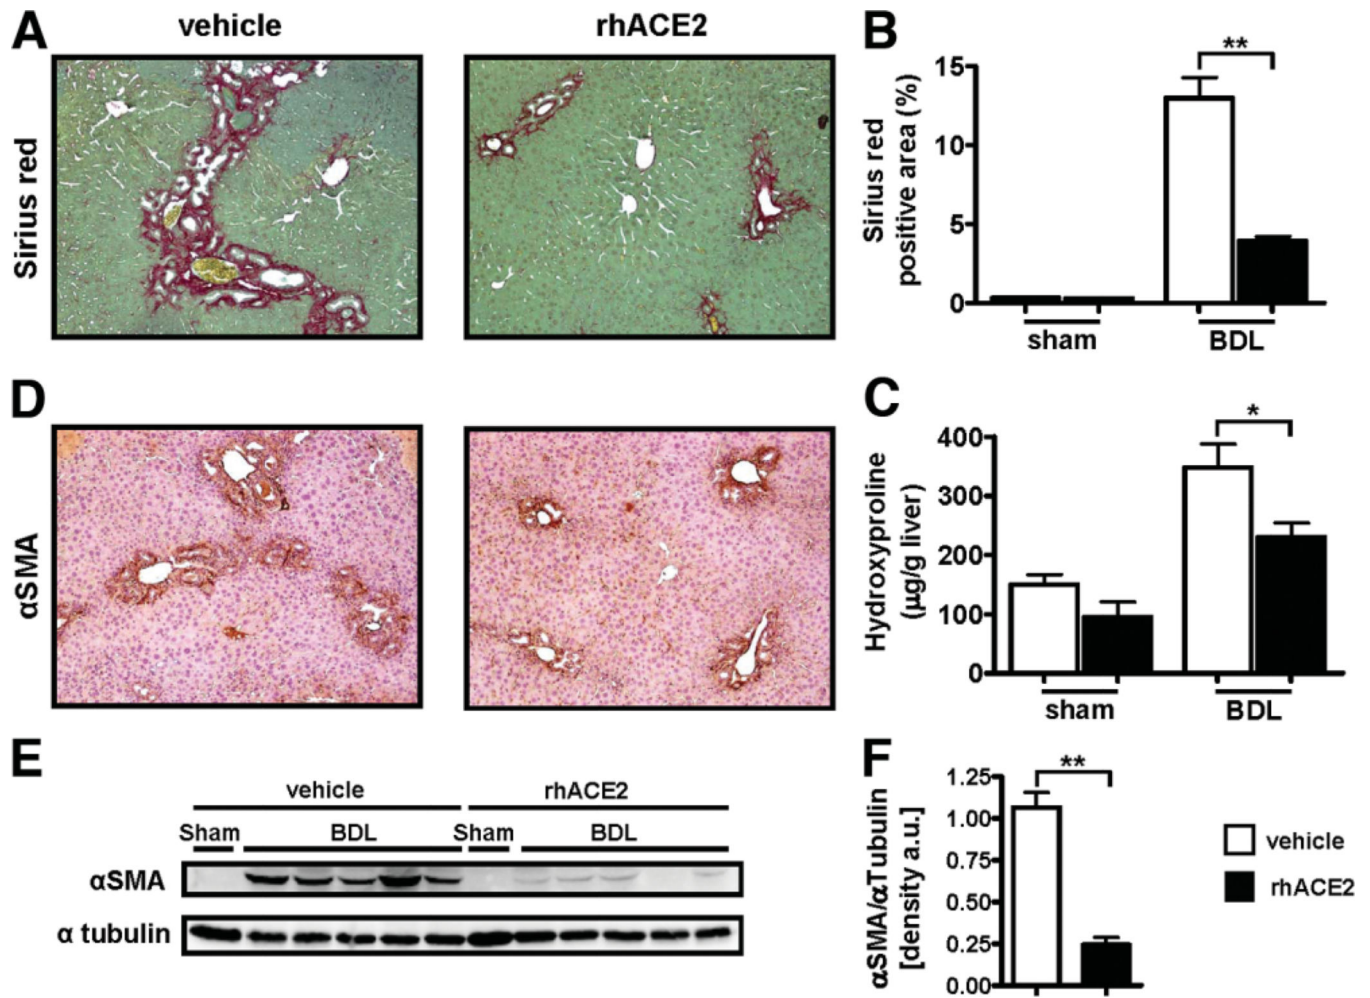 A
vehicle
rhACE2
Sirius red
B
**
Sirius red
positive area (%)
15
10
5
0
sham
BDL
D
αSMA
C
*
Hydroxyproline
(µg/g liver)
400
300
200
100
0
sham
BDL
E
vehicle
rhACE2
Sham
BDL
Sham
BDL
αSMA
α tubulin
F
**
αSMA/αTubulin
[density a.u.]
1.25
1.00
0.75
0.50
0.25
0.00
vehicle
rhACE2